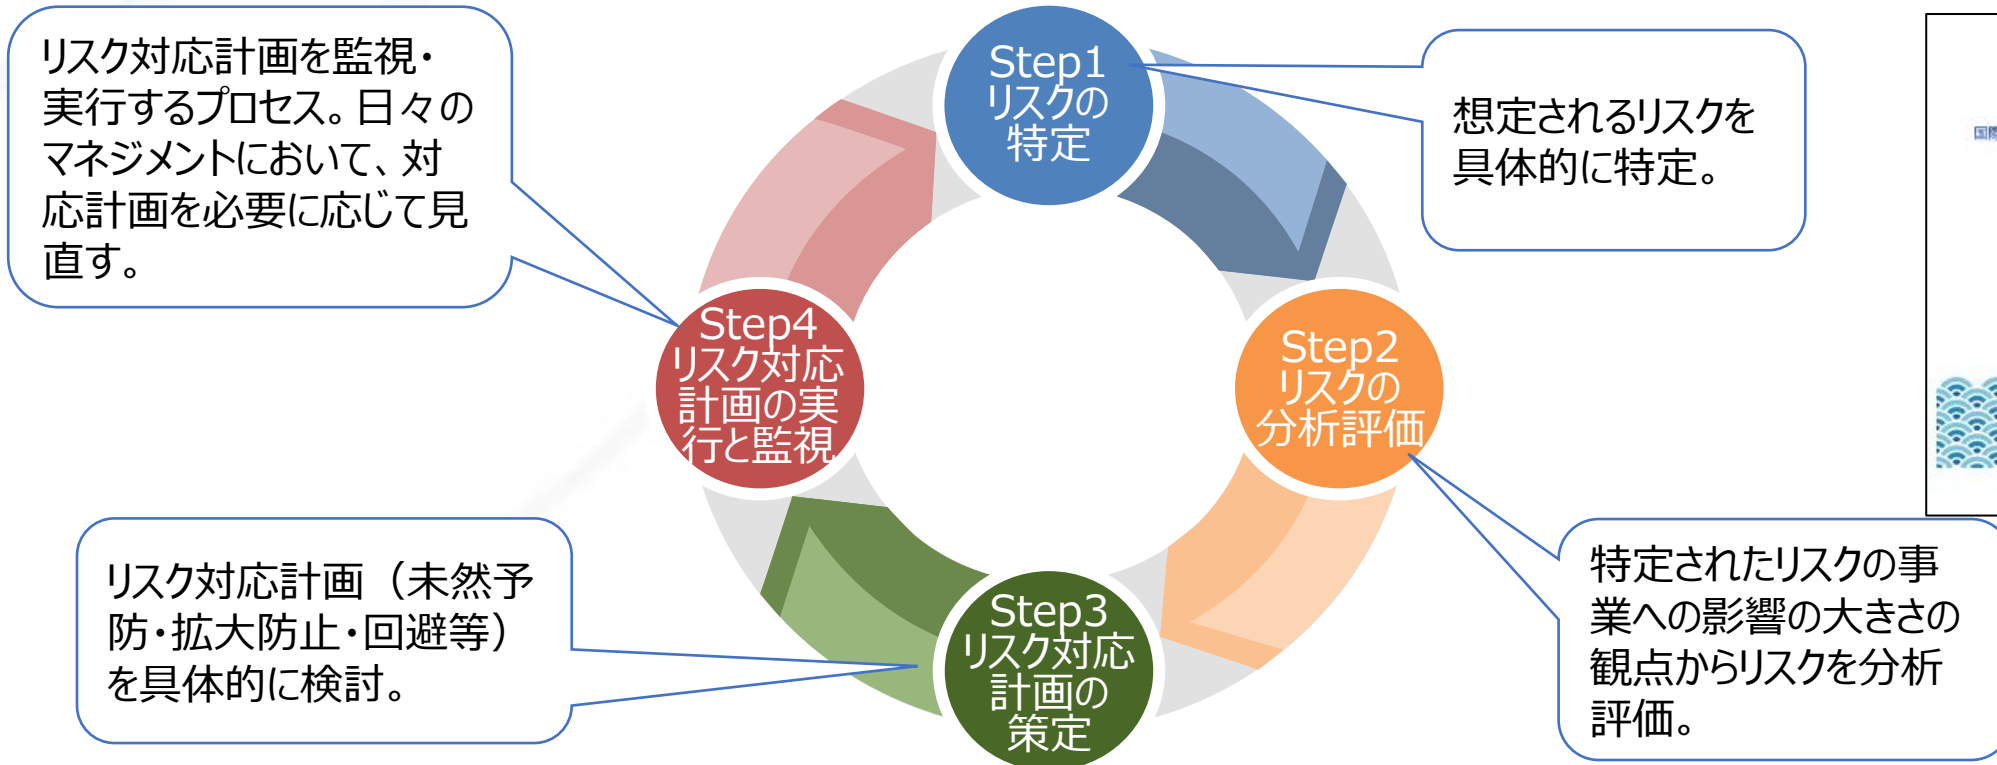 リスク対応計画を監視・
実行するプロセス。日々の
マネジメントにおいて、対
応計画を必要に応じて見
直す。
Step1
リスクの
特定
想定されるリスクを
具体的に特定。
国際
Step4
リスク対応
計画の実
行と監視
Step2
リスクの
分析評価
リスク対応計画（未然予
防・拡大防止・回避等）
を具体的に検討。
Step3
リスク対応
計画の
策定
特定されたリスクの事
業への影響の大きさの
観点からリスクを分析
評価。